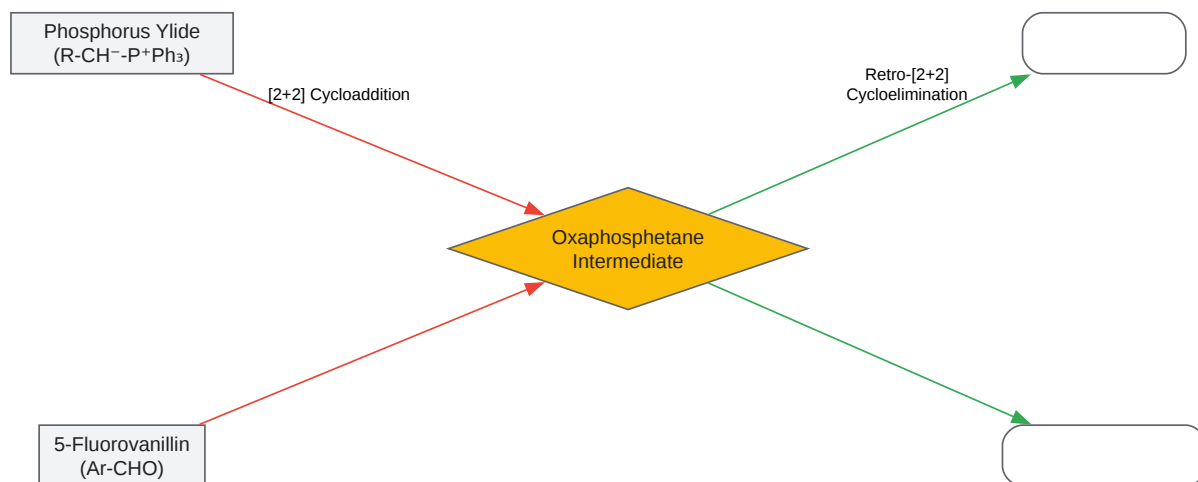 Phosphorus Ylide
(R-CH⁻-P⁺Ph₃)
[2+2] Cycloaddition
Retro-[2+2]
Cycloelimination
Oxaphosphetane
Intermediate
5-Fluorovanillin
(Ar-CHO)